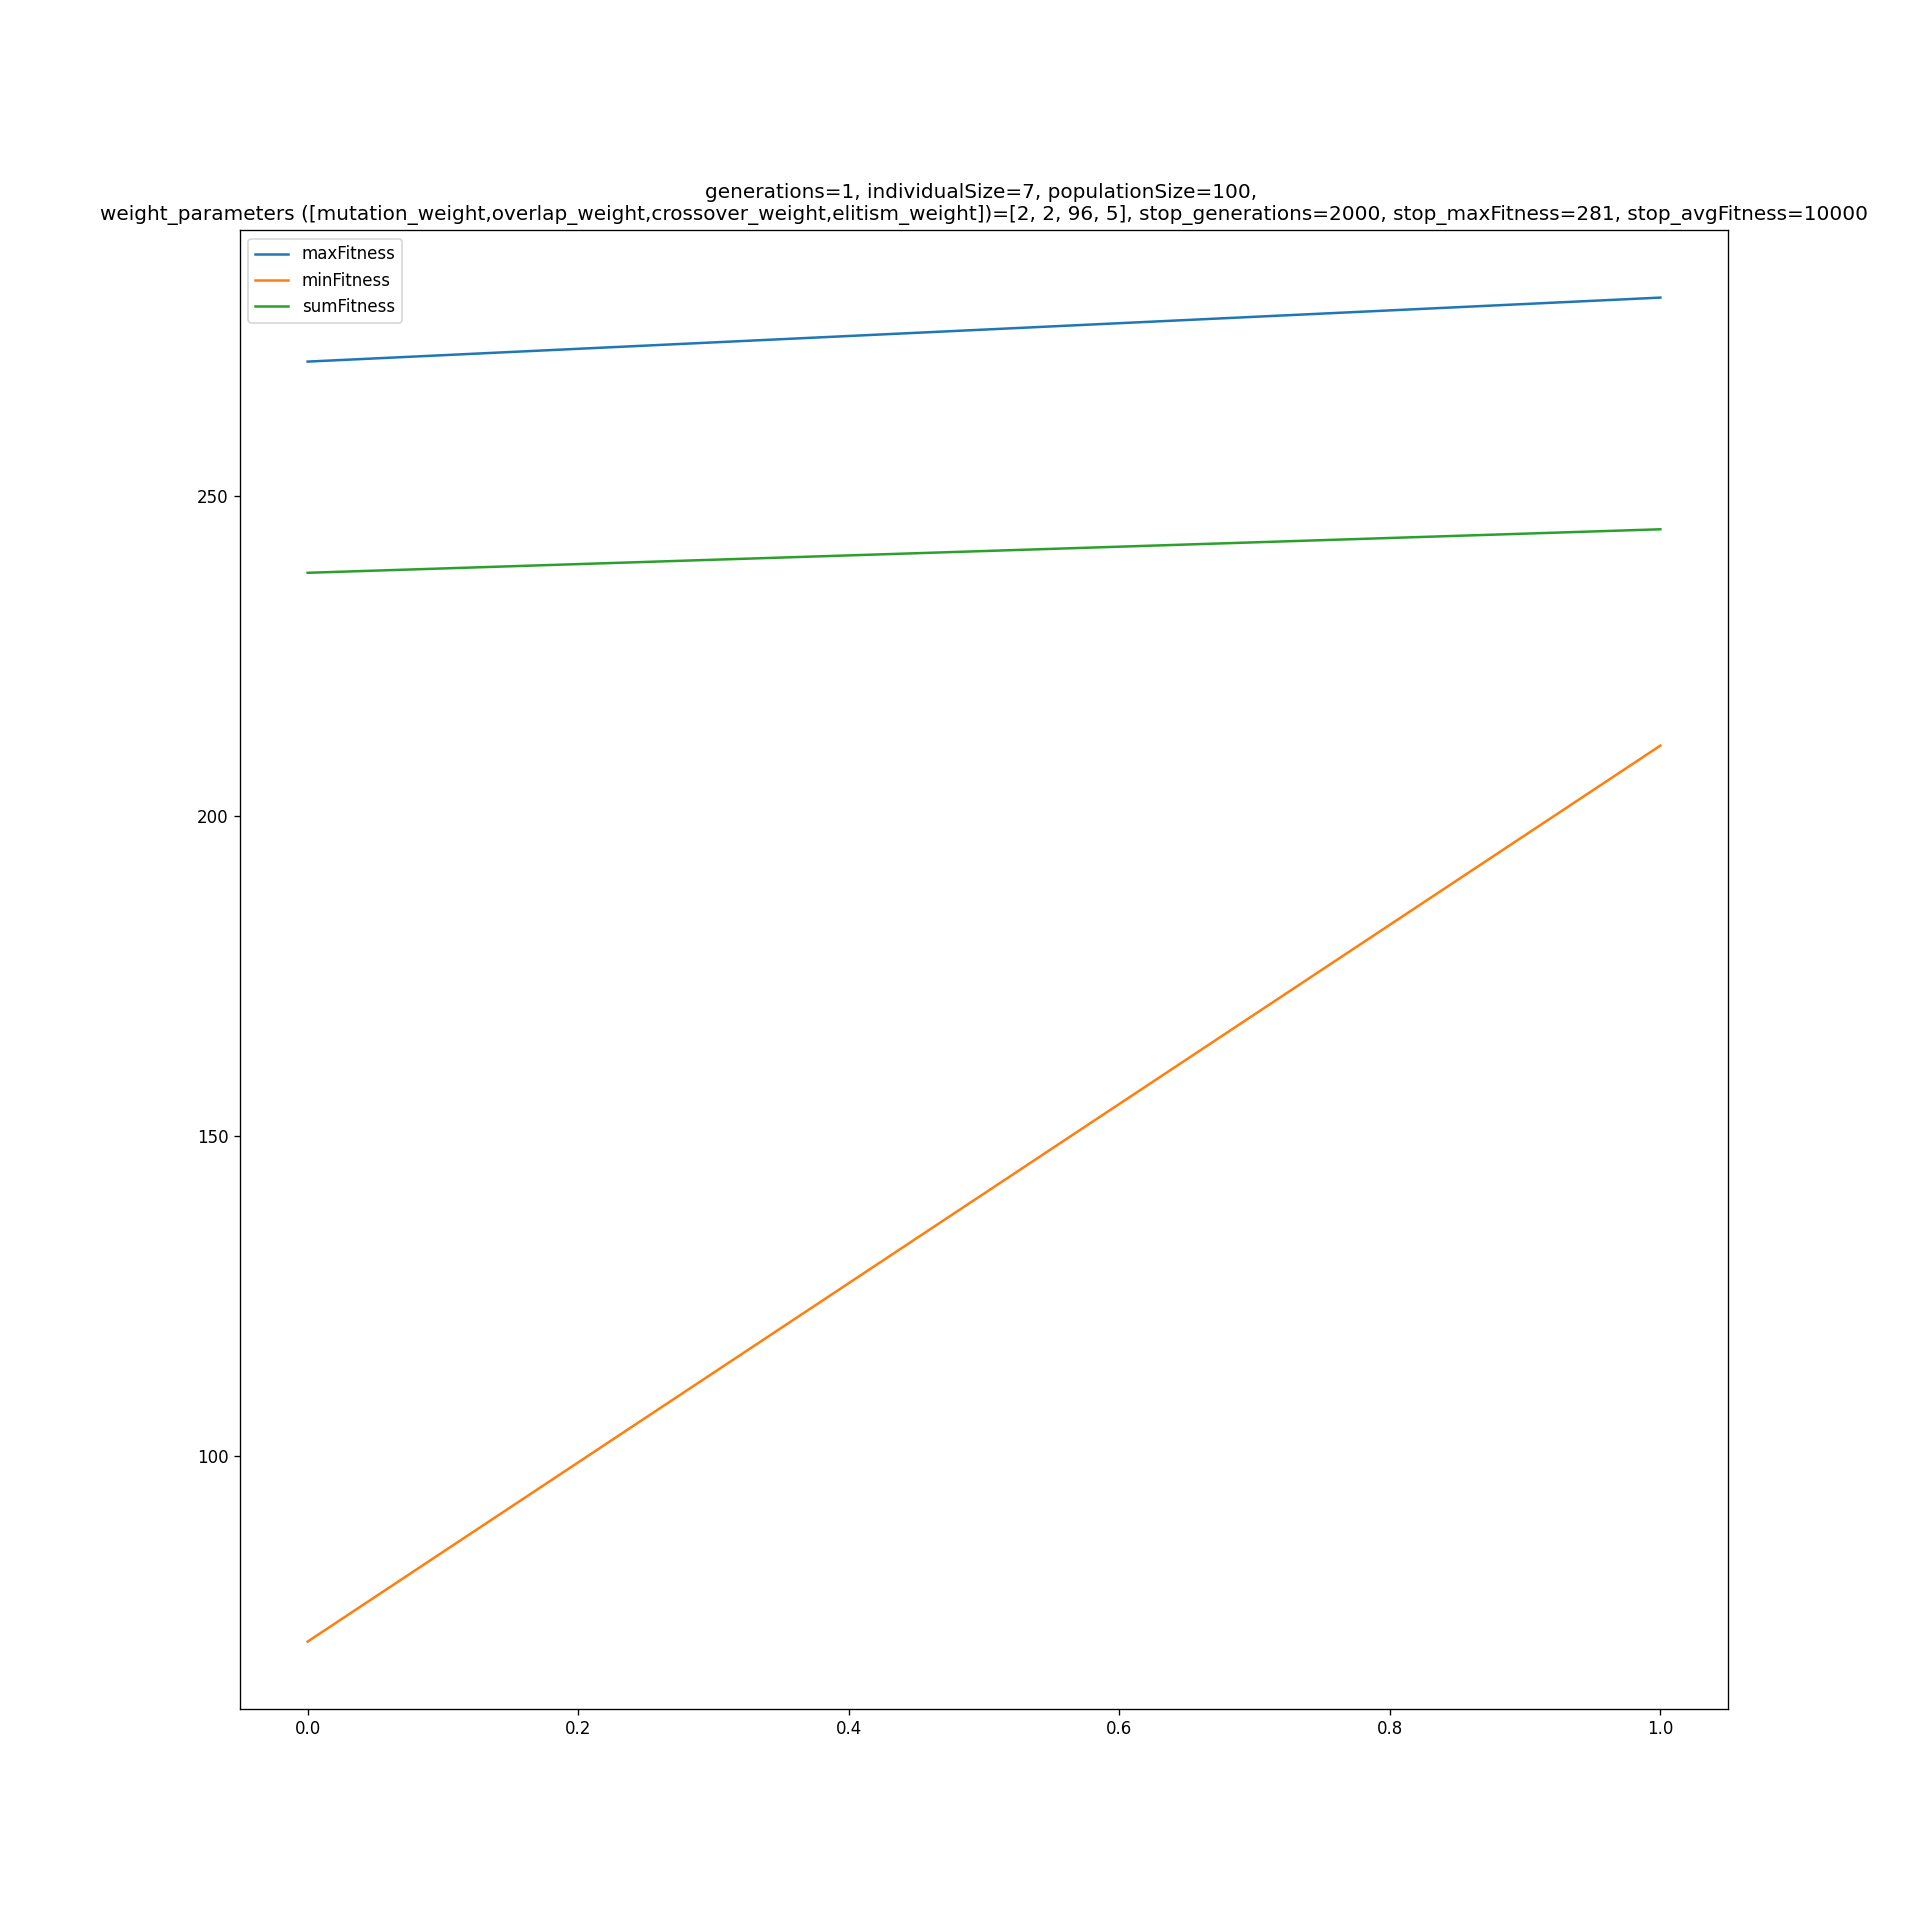 generations=1, individualSize=7, populationSize=100,
weight_parameters ([mutation_weight,overlap_weight,crossover_weight,elitism_weight])=[2, 2, 96, 5], stop_generations=2000, stop_maxFitness=281, stop_avgFitness=10000
maxFitness
minFitness
sumFitness
250
200
150
100
0.0 0.2 0.4 0.6 0.8 1.0